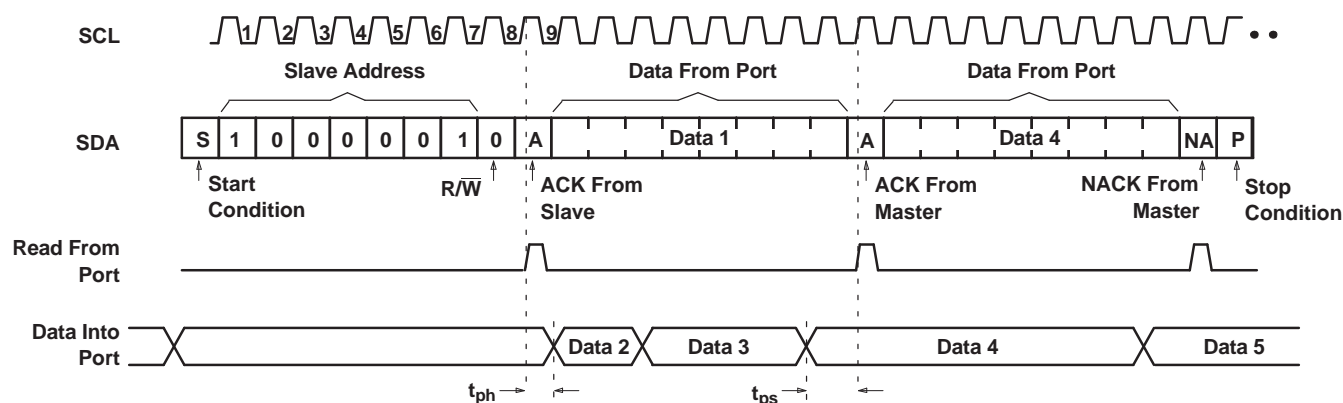 SCL
1 2 3 4 5 6 7 8 9
Slave Address
Data From Port
Data From Port
SDA
S 1 0 0 0 0 0 1 0 A Data 1 A Data 4 NA P
Start
Condition
R/W̅
ACK From
Slave
ACK From
Master
NACK From
Master
Stop
Condition
Read From
Port
Data Into
Port
Data 2
Data 3
Data 4
Data 5
tph
tps